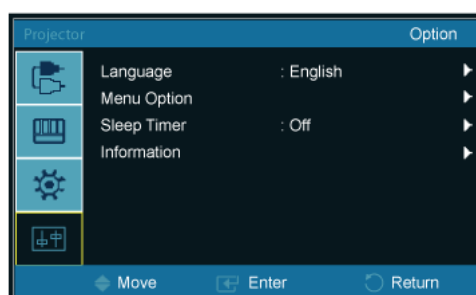 Projector Option
Language : English
Menu Option
Sleep Timer : Off
Information
Move Enter Return